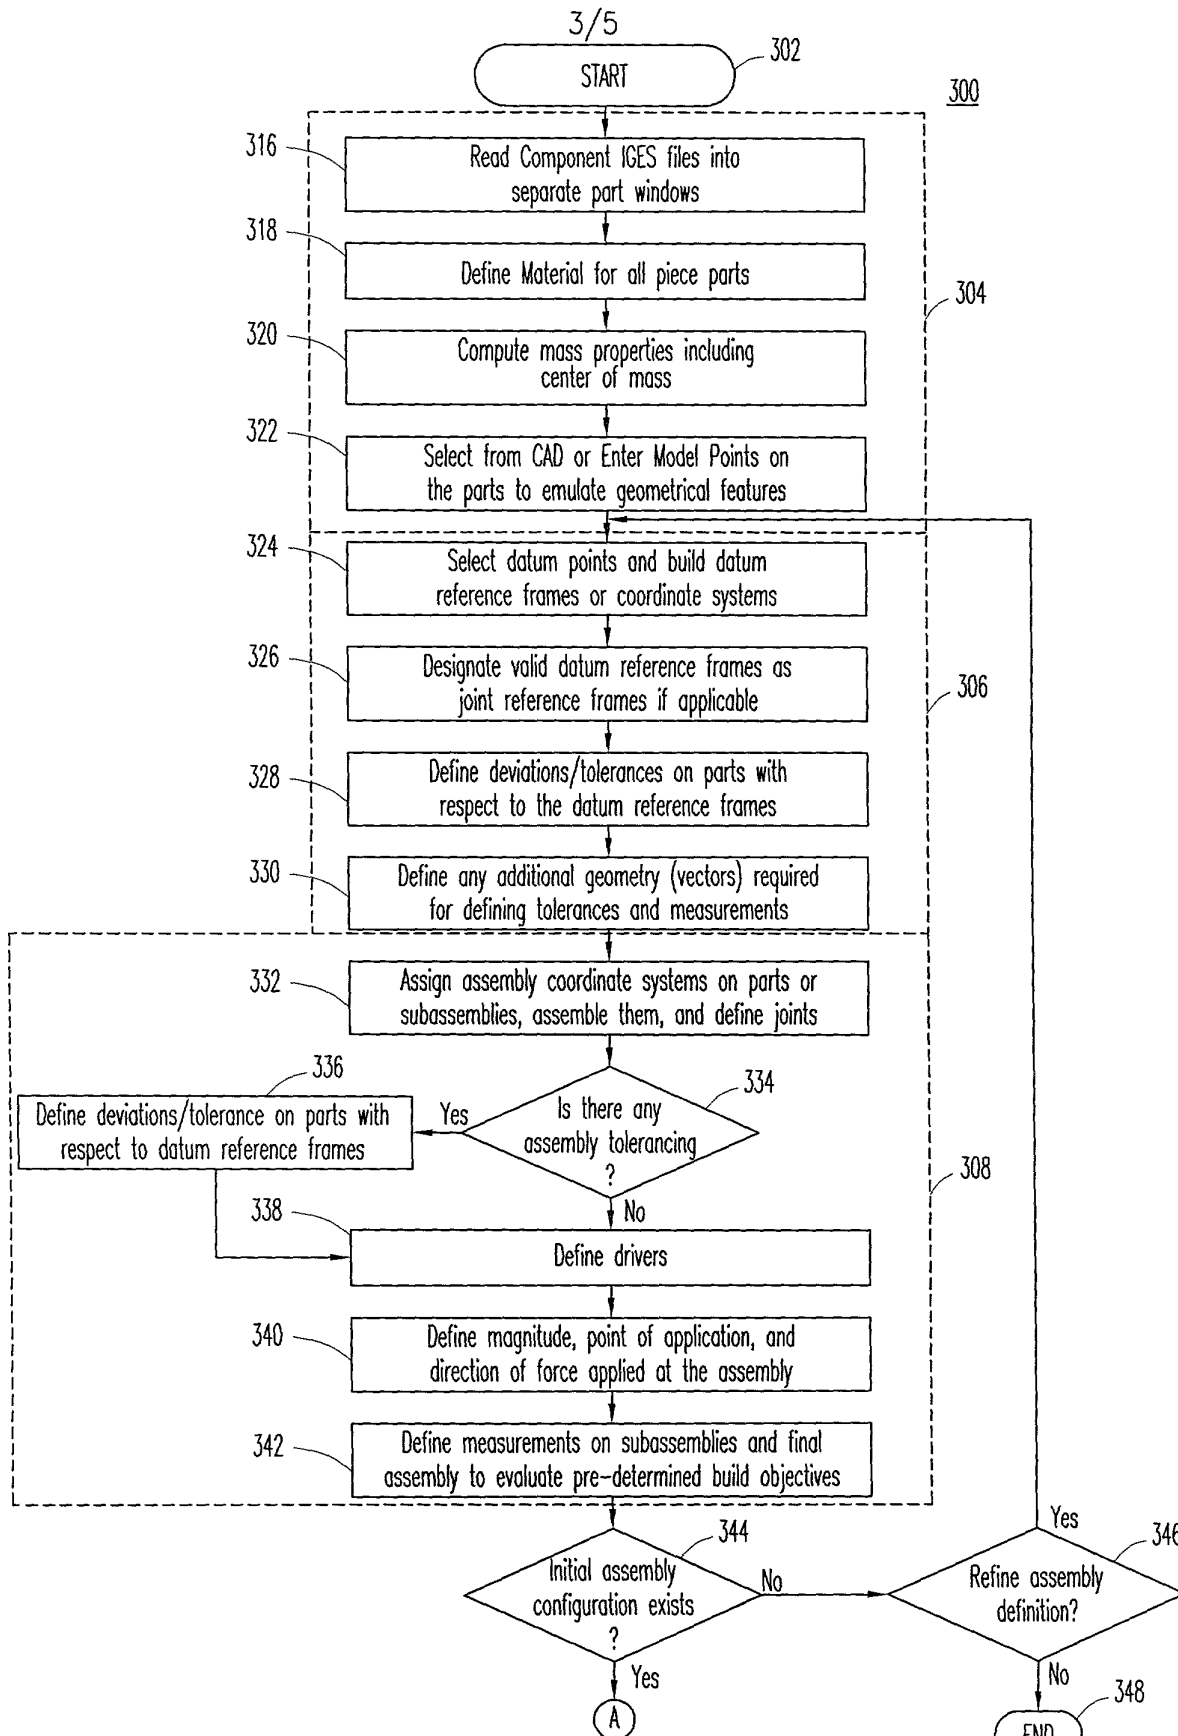 3/5
START
302
300
316
Read Component IGES files into
separate part windows
318
Define Material for all piece parts
304
320
Compute mass properties including
center of mass
322
Select from CAD or Enter Model Points on
the parts to emulate geometrical features
324
Select datum points and build datum
reference frames or coordinate systems
326
Designate valid datum reference frames as
joint reference frames if applicable
306
328
Define deviations/tolerances on parts with
respect to the datum reference frames
330
Define any additional geometry (vectors) required
for defining tolerances and measurements
332
Assign assembly coordinate systems on parts or
subassemblies, assemble them, and define joints
336
Define deviations/tolerance on parts with
respect to datum reference frames
Yes
334
Is there any
assembly tolerancing
?
No
308
338
Define drivers
340
Define magnitude, point of application, and
direction of force applied at the assembly
342
Define measurements on subassemblies and final
assembly to evaluate pre-determined build objectives
344
Initial assembly
configuration exists
?
No
Yes
346
Refine assembly
definition?
Yes
A
No
348
END